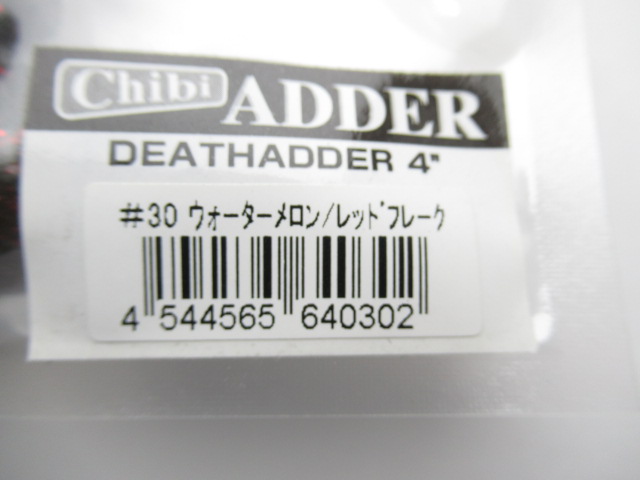 Chibi ADDER
DEATHADDER 4"
#30 ウォーターメロン/レッドフレーク
4 544565 640302